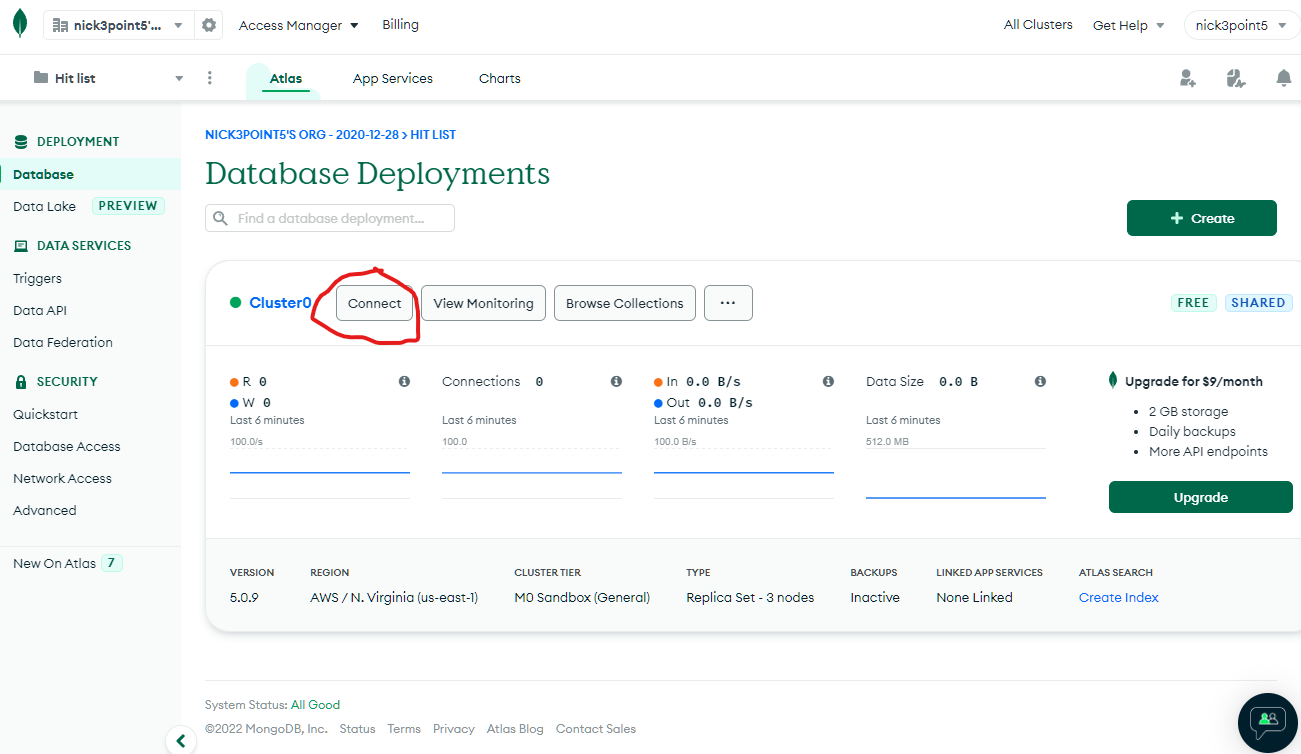 nick3point5'... Access Manager Billing All Clusters Get Help nick3point5
Hit list Atlas App Services Charts
DEPLOYMENT
Database
Data Lake PREVIEW
DATA SERVICES
Triggers
Data API
Data Federation
SECURITY
Quickstart
Database Access
Network Access
Advanced
New On Atlas 7
NICK3POINT5'S ORG - 2020-12-28 > HIT LIST
Database Deployments
Find a database deployment...
+ Create
Cluster0 Connect View Monitoring Browse Collections ... FREE SHARED
R 0
W 0
Last 6 minutes
100.0/s
Connections 0
Last 6 minutes
100.0
In 0.0 B/s
Out 0.0 B/s
Last 6 minutes
100.0 B/s
Data Size 0.0 B
Last 6 minutes
512.0 MB
Upgrade for $9/month
• 2 GB storage
• Daily backups
• More API endpoints
Upgrade
VERSION REGION CLUSTER TIER TYPE BACKUPS LINKED APP SERVICES ATLAS SEARCH
5.0.9 AWS / N. Virginia (us-east-1) M0 Sandbox (General) Replica Set - 3 nodes Inactive None Linked Create Index
System Status: All Good
©2022 MongoDB, Inc. Status Terms Privacy Atlas Blog Contact Sales